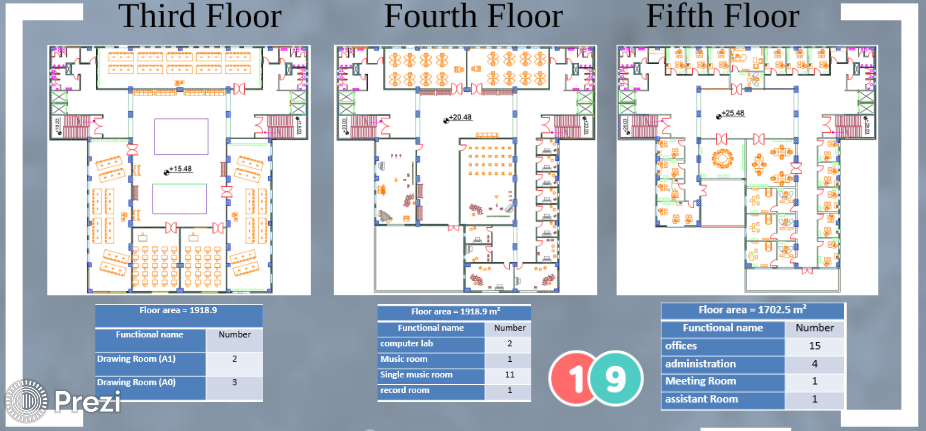 Third Floor
Fourth Floor
Fifth Floor
+15.48
+20.48
+25.48
Floor area = 1918.9
Functional name Number
Drawing Room (A1) 2
Drawing Room (A0) 3
Floor area = 1918.9 m²
Functional name Number
computer lab 2
Music room 1
Single music room 11
record room 1
Floor area = 1702.5 m²
Functional name Number
offices 15
administration 4
Meeting Room 1
assistant Room 1
1 9
Prezi